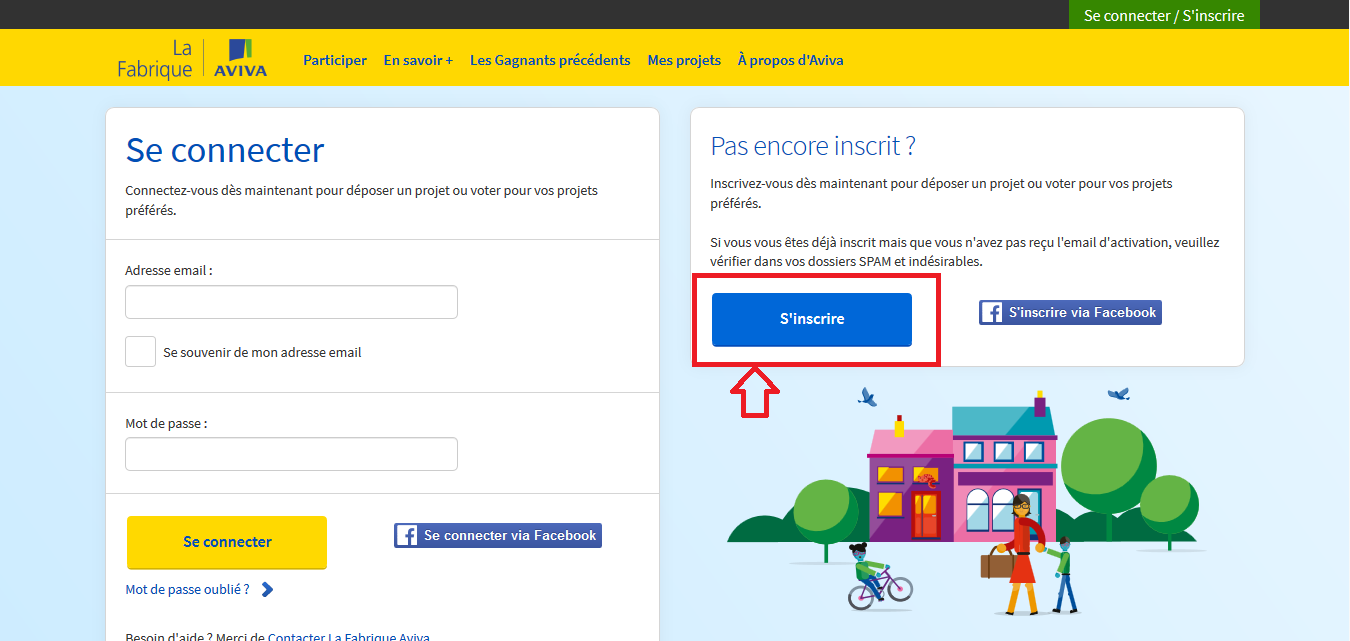 Se connecter / S'inscrire
La
Fabrique
AVIVA
Participer En savoir + Les Gagnants précédents Mes projets À propos d'Aviva
Se connecter
Connectez-vous dès maintenant pour déposer un projet ou voter pour vos projets
préférés.
Adresse email :
Se souvenir de mon adresse email
Mot de passe :
Se connecter
Se connecter via Facebook
Mot de passe oublié ?
Besoin d'aide ? Merci de Contacter La Fabrique Aviva
Pas encore inscrit ?
Inscrivez-vous dès maintenant pour déposer un projet ou voter pour vos projets
préférés.
Si vous vous êtes déjà inscrit mais que vous n'avez pas reçu l'email d'activation, veuillez
vérifier dans vos dossiers SPAM et indésirables.
S'inscrire
S'inscrire via Facebook